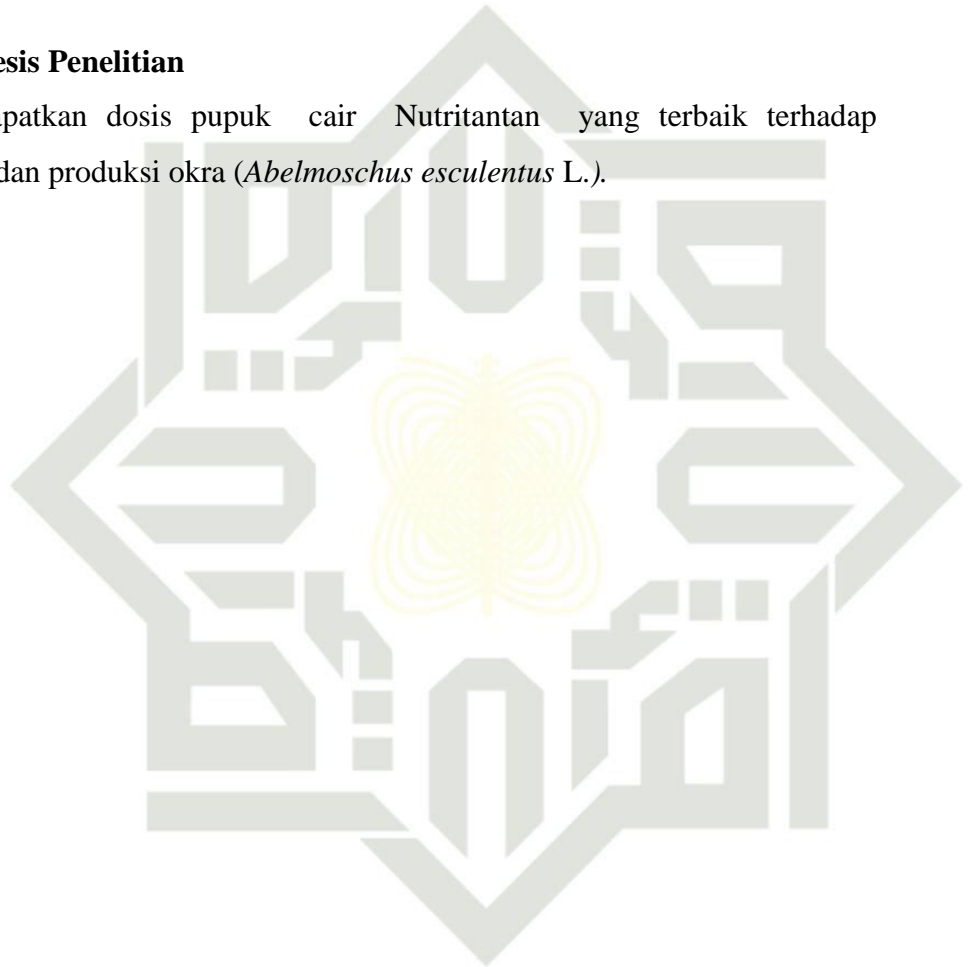 esis Penelitian
apatkan dosis pupuk cair Nutritantan yang terbaik terhadap
dan produksi okra (Abelmoschus esculentus L.).